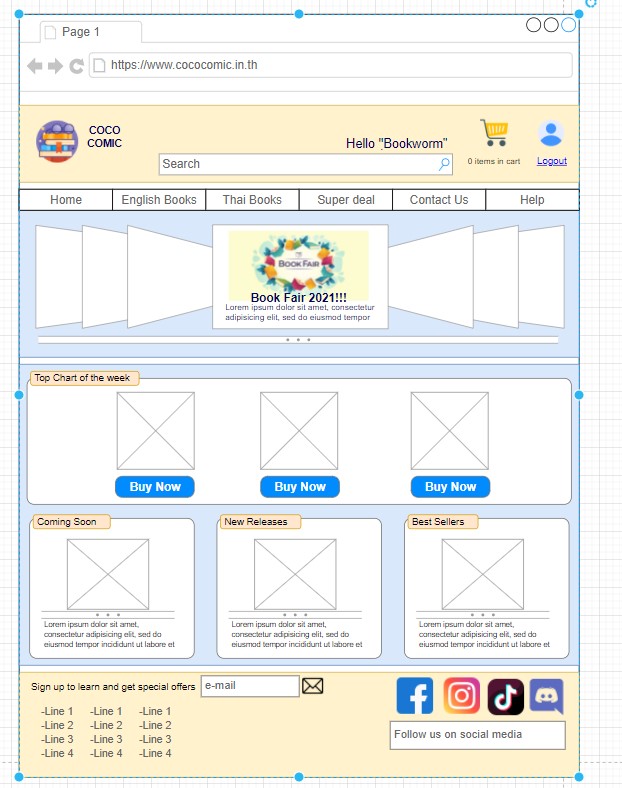 Page 1
https://www.cococomic.in.th
COCO
COMIC
Hello "Bookworm"
Search
0 items in cart
Logout
Home
English Books
Thai Books
Super deal
Contact Us
Help
BOOK FAIR
Book Fair 2021!!!
Lorem ipsum dolor sit amet, consectetur
adipisicing elit, sed do eiusmod tempor
Top Chart of the week
Buy Now
Buy Now
Buy Now
Coming Soon
Lorem ipsum dolor sit amet,
consectetur adipisicing elit, sed do
eiusmod tempor incididunt ut labore et
New Releases
Lorem ipsum dolor sit amet,
consectetur adipisicing elit, sed do
eiusmod tempor incididunt ut labore et
Best Sellers
Lorem ipsum dolor sit amet,
consectetur adipisicing elit, sed do
eiusmod tempor incididunt ut labore et
Sign up to learn and get special offers
e-mail
-Line 1 -Line 1 -Line 1
-Line 2 -Line 2 -Line 2
-Line 3 -Line 3 -Line 3
-Line 4 -Line 4 -Line 4
Follow us on social media